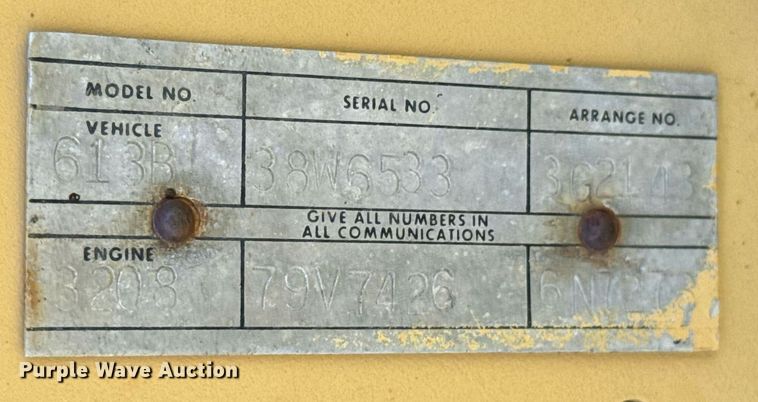 MODEL NO. SERIAL NO. ARRANGE NO.
VEHICLE
613B 38W6533
GIVE ALL NUMBERS IN
ALL COMMUNICATIONS
ENGINE
3208 79V7426
Purple Wave Auction